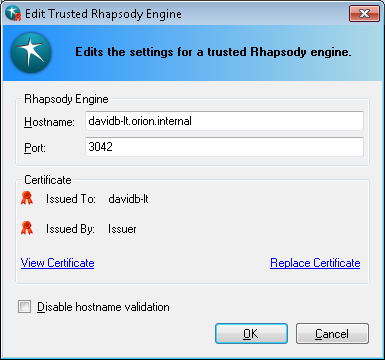 Edit Trusted Rhapsody Engine
Edits the settings for a trusted Rhapsody engine.
Rhapsody Engine
Hostname: davidb-lt.orion.internal
Port: 3042
Certificate
Issued To: davidb-lt
Issued By: Issuer
View Certificate Replace Certificate
Disable hostname validation
OK Cancel